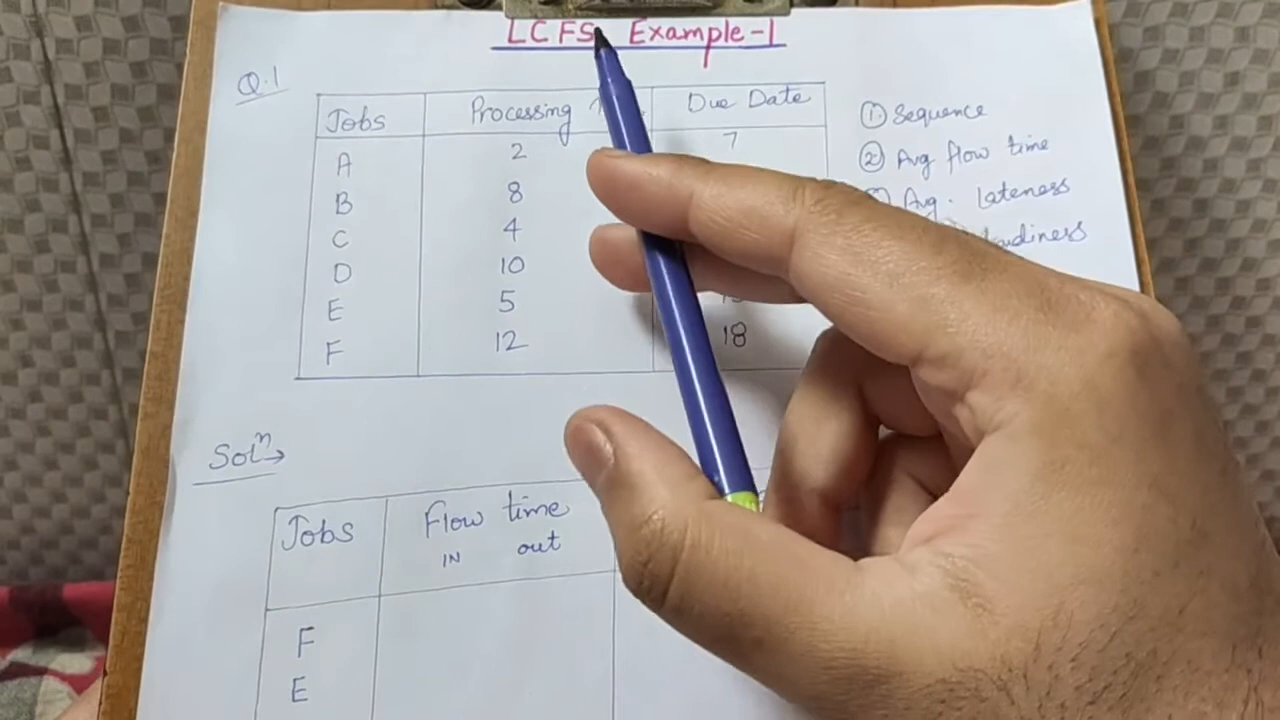 LCFS Example-1
Q.1
Jobs Processing Due Date
A 2 7
B 8
C 4
D 10
E 5
F 12 18
① Sequence
② Avg flow time
Avg. Lateness
Solⁿ→
Jobs Flow time
IN out
F
E